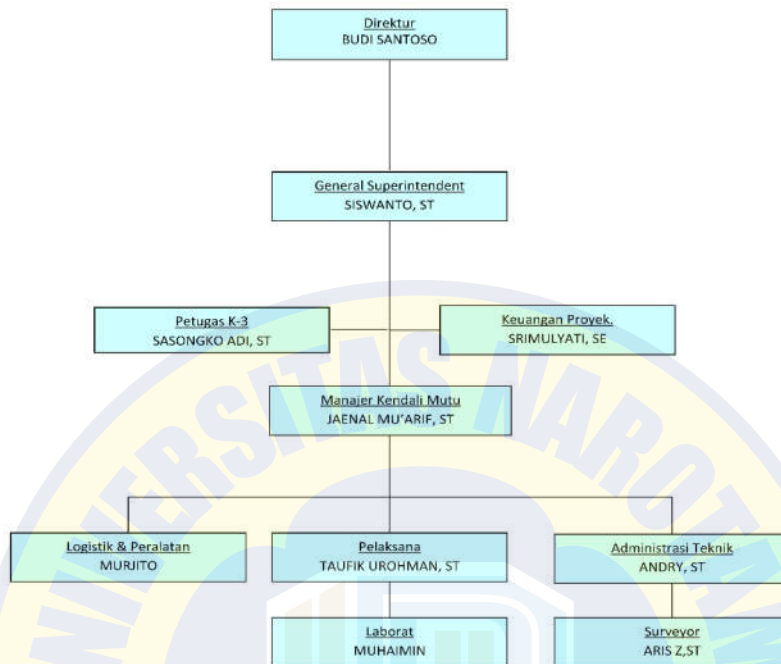 Direktur
BUDI SANTOSO
General Superintendent
SISWANTO, ST
Petugas K-3
SASONGKO ADI, ST
Keuangan Proyek.
SRIMULYATI, SE
Manajer Kendali Mutu
JAENAL MU'ARIF, ST
Logistik & Peralatan
MURJITO
Pelaksana
TAUFIK UROHMAN, ST
Administrasi Teknik
ANDRY, ST
Laborat
MUHAIMIN
Surveyor
ARIS Z,ST